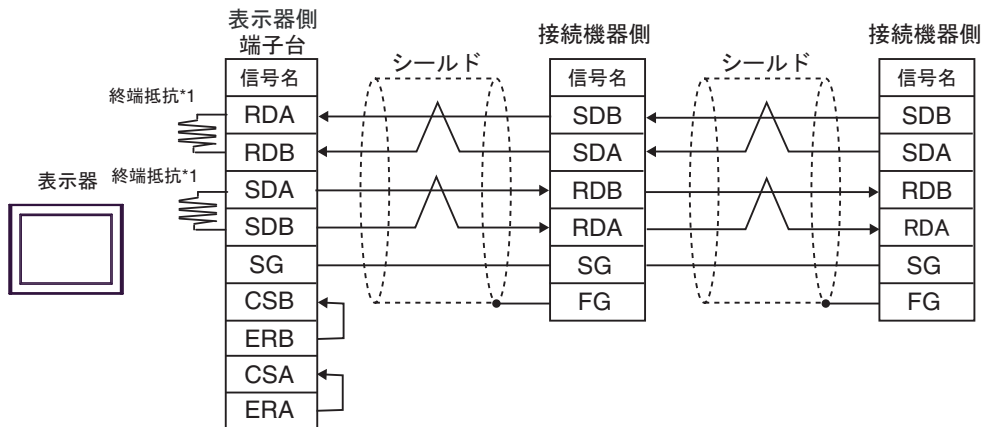 表示器側
端子台
接続機器側
接続機器側
シールド
シールド
終端抵抗*1
終端抵抗*1
表示器
信号名
RDA
RDB
SDA
SDB
SG
CSB
ERB
CSA
ERA
信号名
SDB
SDA
RDB
RDA
SG
FG
信号名
SDB
SDA
RDB
RDA
SG
FG